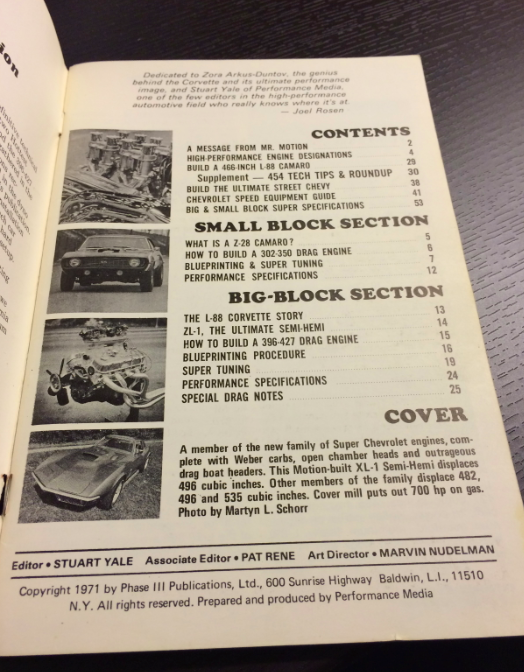 Dedicated to Zora Arkus-Duntov, the genius
behind the Corvette and its ultimate performance
image, and Stuart Yale of Performance Media,
one of the few editors in the high-performance
automotive field who really knows where it's at.
— Joel Rosen
CONTENTS
A MESSAGE FROM MR. MOTION 2
HIGH-PERFORMANCE ENGINE DESIGNATIONS 4
BUILD A 466-INCH L-88 CAMARO 29
Supplement — 454 TECH TIPS & ROUNDUP 30
BUILD THE ULTIMATE STREET CHEVY 38
CHEVROLET SPEED EQUIPMENT GUIDE 41
BIG & SMALL BLOCK SUPER SPECIFICATIONS 53
SMALL BLOCK SECTION
WHAT IS A Z-28 CAMARO? 5
HOW TO BUILD A 302-350 DRAG ENGINE 6
BLUEPRINTING & SUPER TUNING 7
PERFORMANCE SPECIFICATIONS 12
BIG-BLOCK SECTION
THE L-88 CORVETTE STORY 13
ZL-1, THE ULTIMATE SEMI-HEMI 14
HOW TO BUILD A 396-427 DRAG ENGINE 15
BLUEPRINTING PROCEDURE 16
SUPER TUNING 19
PERFORMANCE SPECIFICATIONS 24
SPECIAL DRAG NOTES 25
COVER
A member of the new family of Super Chevrolet engines, com-
plete with Weber carbs, open chamber heads and outrageous
drag boat headers. This Motion-built XL-1 Semi-Hemi displaces
496 cubic inches. Other members of the family displace 482,
496 and 535 cubic inches. Cover mill puts out 700 hp on gas.
Photo by Martyn L. Schorr
Editor • STUART YALE Associate Editor • PAT RENE Art Director • MARVIN NUDELMAN
Copyright 1971 by Phase III Publications, Ltd., 600 Sunrise Highway Baldwin, L.I., 11510
N.Y. All rights reserved. Prepared and produced by Performance Media